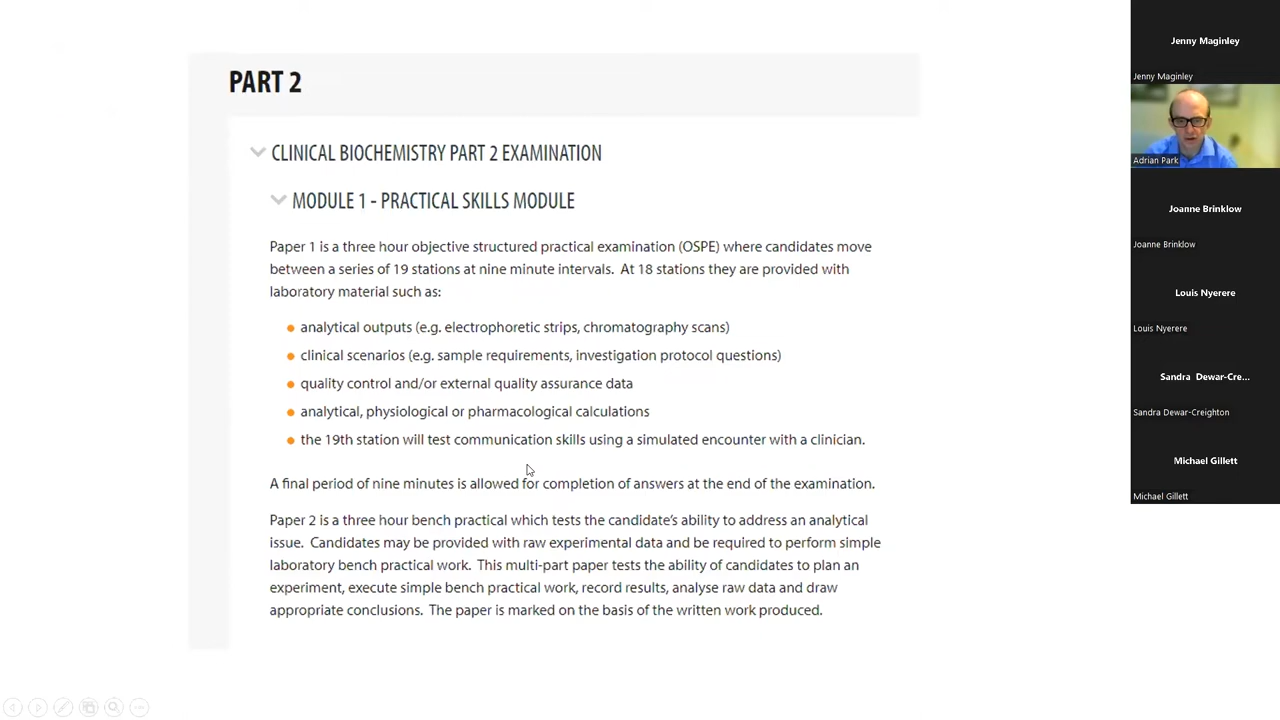 PART 2
CLINICAL BIOCHEMISTRY PART 2 EXAMINATION
MODULE 1 - PRACTICAL SKILLS MODULE
Paper 1 is a three hour objective structured practical examination (OSPE) where candidates move
between a series of 19 stations at nine minute intervals. At 18 stations they are provided with
laboratory material such as:
analytical outputs (e.g. electrophoretic strips, chromatography scans)
clinical scenarios (e.g. sample requirements, investigation protocol questions)
quality control and/or external quality assurance data
analytical, physiological or pharmacological calculations
the 19th station will test communication skills using a simulated encounter with a clinician.
A final period of nine minutes is allowed for completion of answers at the end of the examination.
Paper 2 is a three hour bench practical which tests the candidate's ability to address an analytical
issue. Candidates may be provided with raw experimental data and be required to perform simple
laboratory bench practical work. This multi-part paper tests the ability of candidates to plan an
experiment, execute simple bench practical work, record results, analyse raw data and draw
appropriate conclusions. The paper is marked on the basis of the written work produced.
Jenny Maginley
Jenny Maginley
Adrian Park
Joanne Brinklow
Joanne Brinklow
Louis Nyerere
Louis Nyerere
Sandra Dewar-Cre...
Sandra Dewar-Creighton
Michael Gillett
Michael Gillett